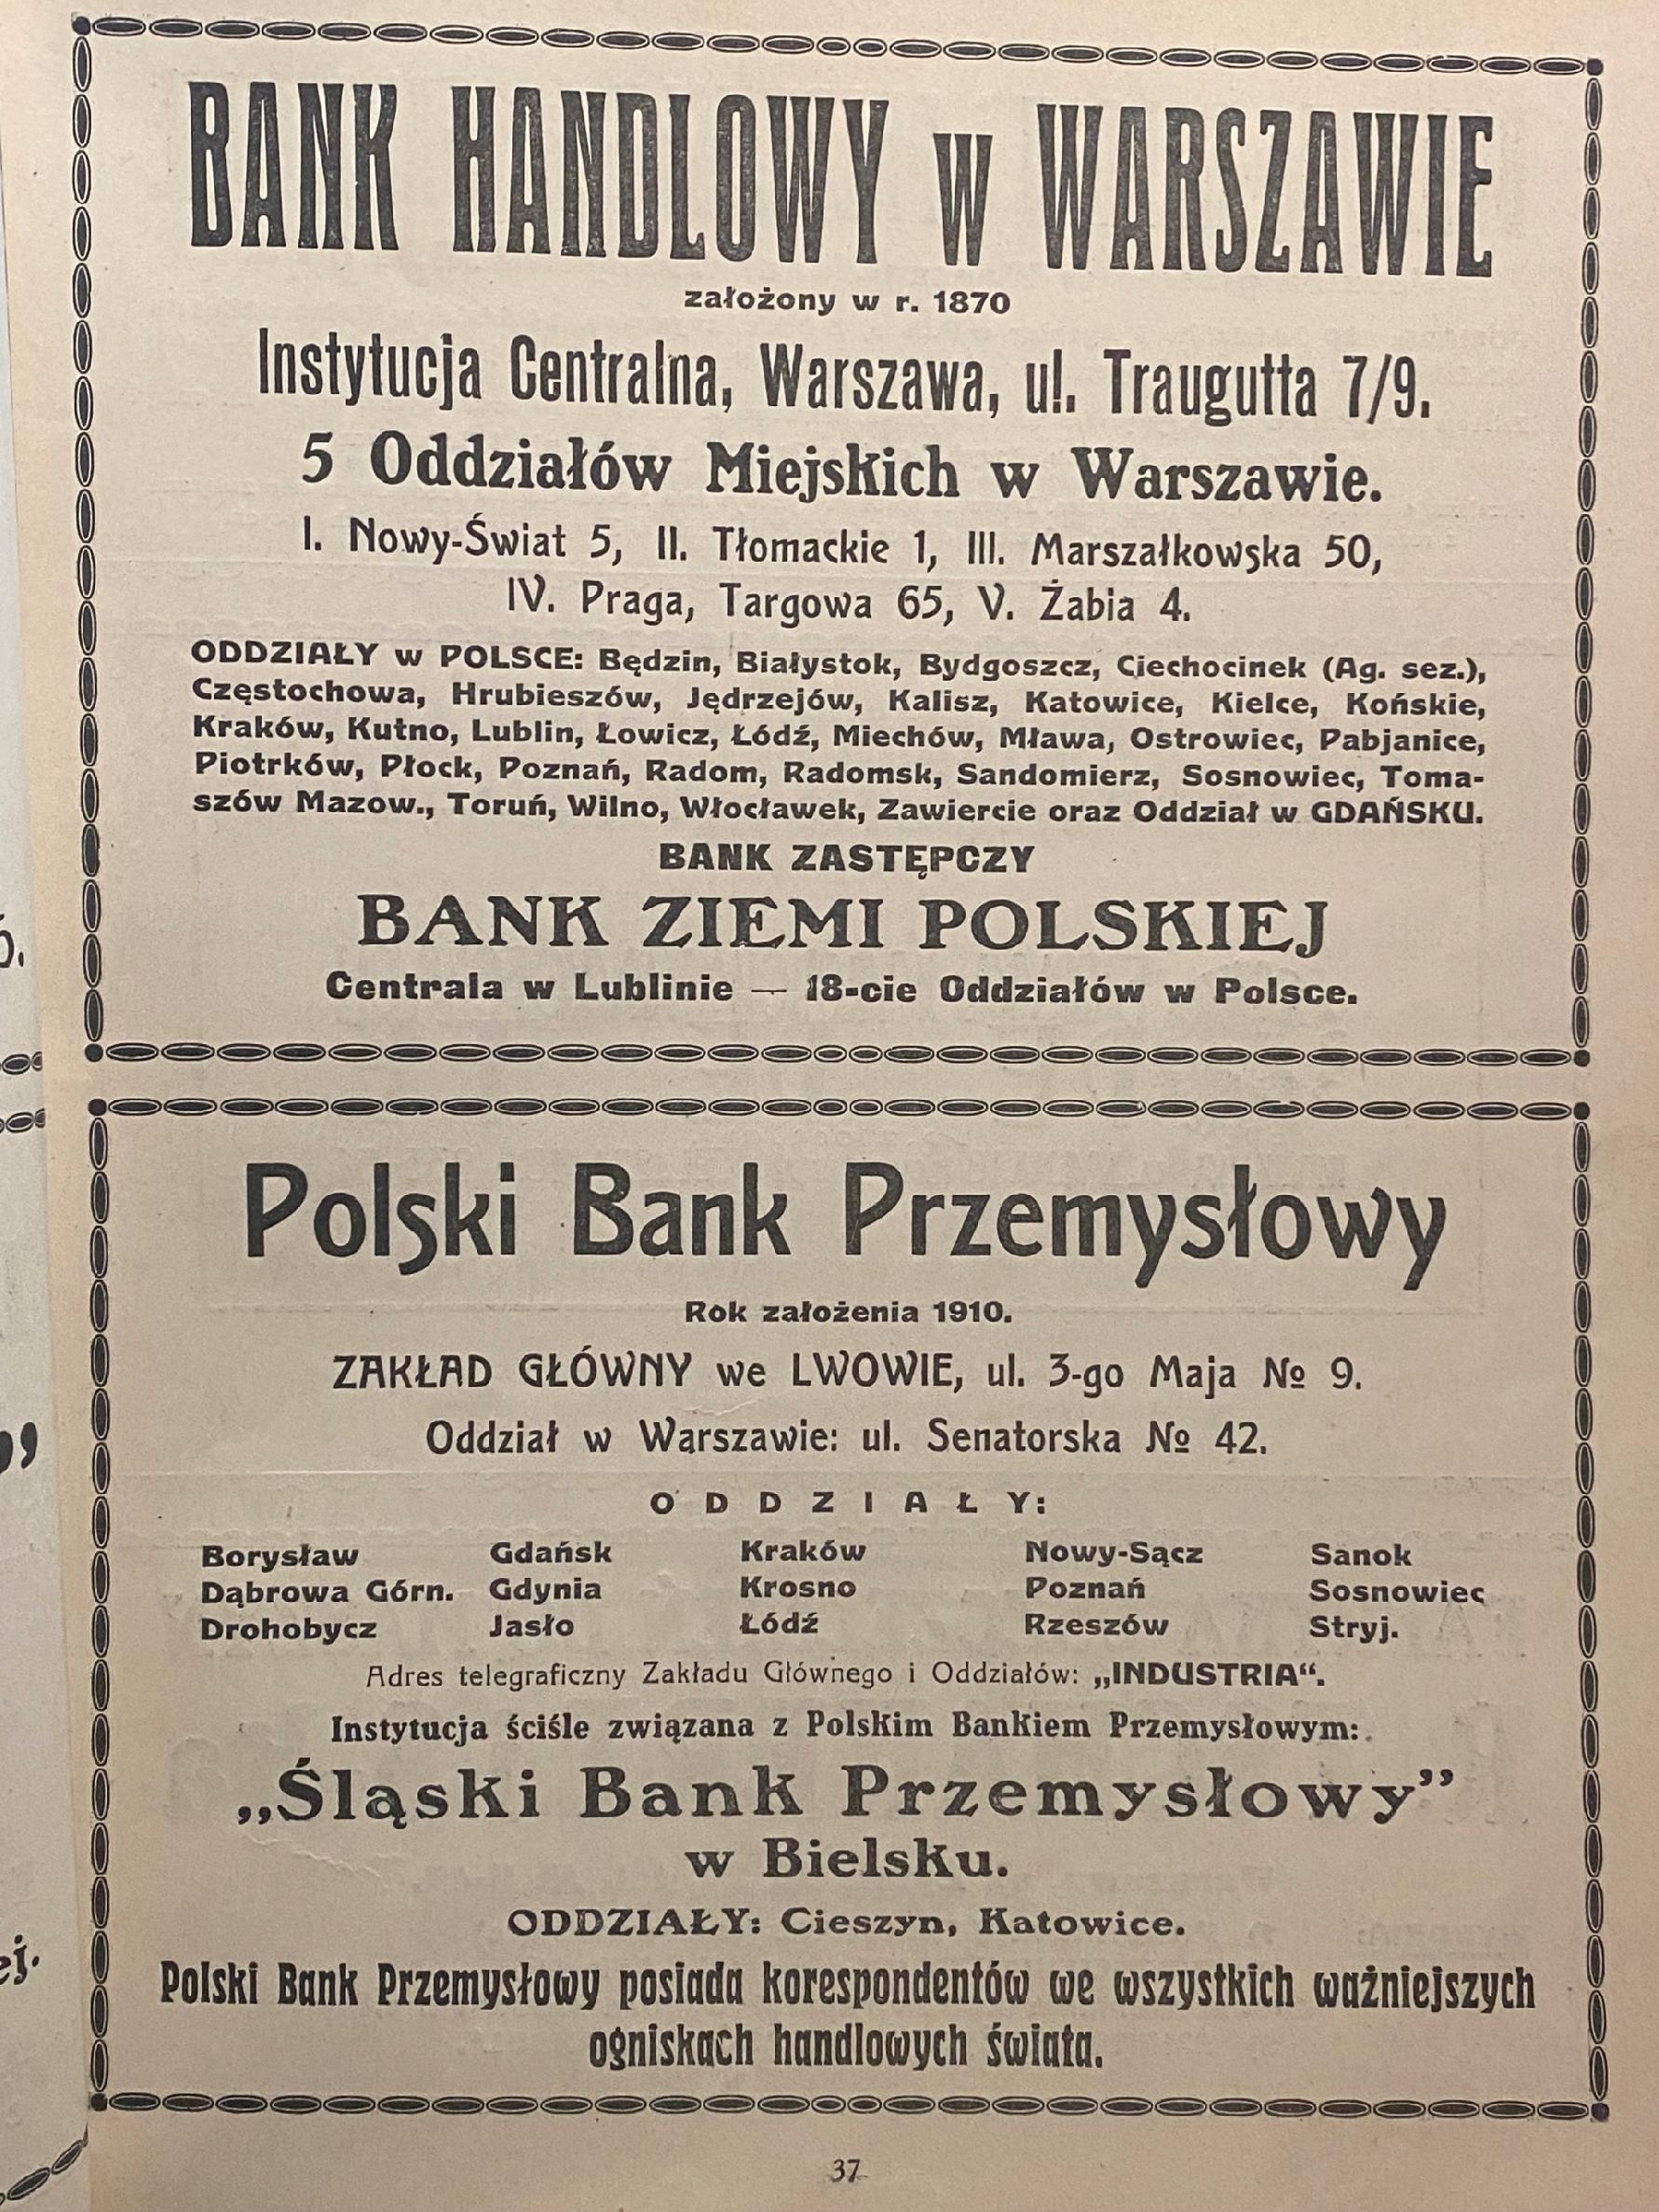 BANK HANDLOWY w WARSZAWIE
założony w r. 1870
Instytucja Centralna, Warszawa, ul. Traugutta 7/9.
5 Oddziałów Miejskich w Warszawie.
I. Nowy-Świat 5, II. Tłomackie 1, III. Marszałkowska 50,
IV. Praga, Targowa 65, V. Żabia 4.
ODDZIAŁY w POLSCE: Będzin, Białystok, Bydgoszcz, Ciechocinek (Ag. sez.),
Częstochowa, Hrubieszów, Jędrzejów, Kalisz, Katowice, Kielce, Końskie,
Kraków, Kutno, Lublin, Łowicz, Łódź, Miechów, Mława, Ostrowiec, Pabjanice,
Piotrków, Płock, Poznań, Radom, Radomsk, Sandomierz, Sosnowiec, Toma-
szów Mazow., Toruń, Wilno, Włocławek, Zawiercie oraz Oddział w GDAŃSKU.
BANK ZASTĘPCZY
BANK ZIEMI POLSKIEJ
Centrala w Lublinie — 18-cie Oddziałów w Polsce.
Polski Bank Przemysłowy
Rok założenia 1910.
ZAKŁAD GŁÓWNY we LWOWIE, ul. 3-go Maja № 9.
Oddział w Warszawie: ul. Senatorska № 42.
ODDZIAŁY:
Borysław Gdańsk Kraków Nowy-Sącz Sanok
Dąbrowa Górn. Gdynia Krosno Poznań Sosnowiec
Drohobycz Jasło Łódź Rzeszów Stryj.
Adres telegraficzny Zakładu Głównego i Oddziałów: „INDUSTRIA“.
Instytucja ściśle związana z Polskim Bankiem Przemysłowym:
„Śląski Bank Przemysłowy”
w Bielsku.
ODDZIAŁY: Cieszyn, Katowice.
Polski Bank Przemysłowy posiada korespondentów we wszystkich ważniejszych
ogniskach handlowych świata.
37